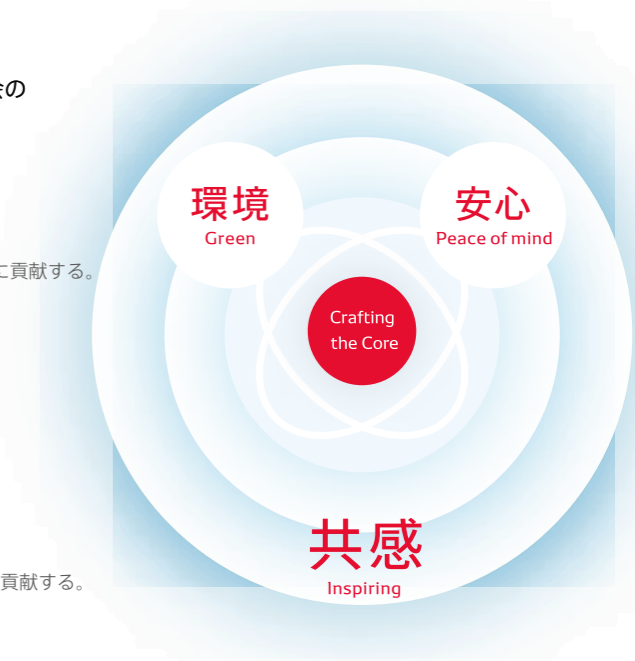 会の
環境
Green
安心
Peace of mind
に貢献する。
Crafting
the Core
共感
Inspiring
貢献する。